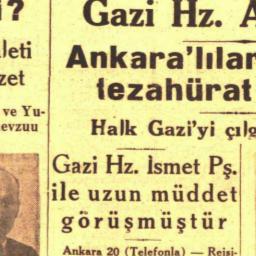 i?
leti
zet
ve Yu-
evzuu
Gazi Hz. A
Ankara'lılar
tezahürat
Halk Gazi'yi çılg
Gazi Hz. İsmet Pş.
ile uzun müddet
görüşmüştür
Ankara 20 (Telefonla) — Reisi-